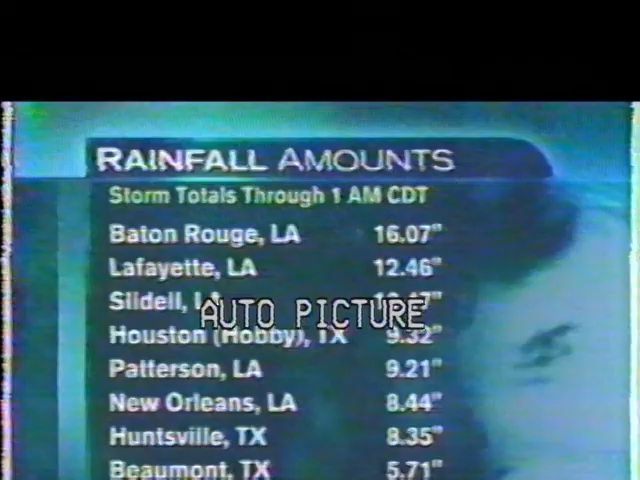 RAINFALL AMOUNTS
Storm Totals Through 1 AM CDT
Baton Rouge, LA 16.07"
Lafayette, LA 12.46"
Slidell,
AUTO PICTURE
Houston (Hobby), TX 9.32"
Patterson, LA 9.21"
New Orleans, LA 8.44"
Huntsville, TX 8.35"
Beaumont, TX 5.71"